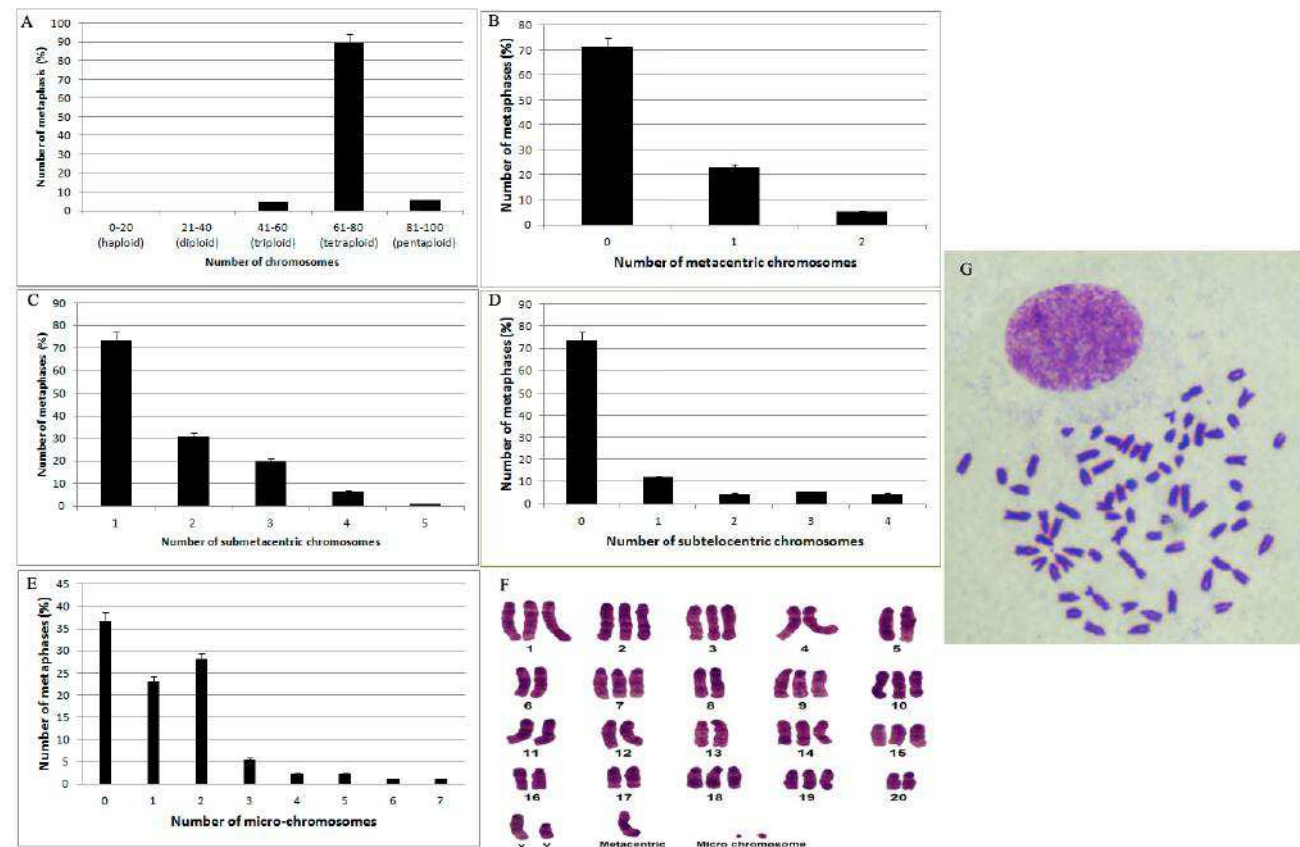 A
Number of metaphasis (%)
100
90
80
70
60
50
40
30
20
10
0
0-20 21-40 41-60 61-80 81-100
(haploid) (diploid) (triploid) (tetraploid) (pentaploid)
Number of chromosomes
B
Number of metaphases (%)
80
70
60
50
40
30
20
10
0
0 1 2
Number of metacentric chromosomes
C
Number of metaphases (%)
90
80
70
60
50
40
30
20
10
0
1 2 3 4 5
Number of submetacentric chromosomes
D
Number of metaphases (%)
90
80
70
60
50
40
30
20
10
0
0 1 2 3 4
Number of subtelocentric chromosomes
E
Number of metaphases (%)
45
40
35
30
25
20
15
10
5
0
0 1 2 3 4 5 6 7
Number of micro-chromosomes
F
1 2 3 4 5
6 7 8 9 10
11 12 13 14 15
16 17 18 19 20
X Y Metacentric Micro chromosome
G